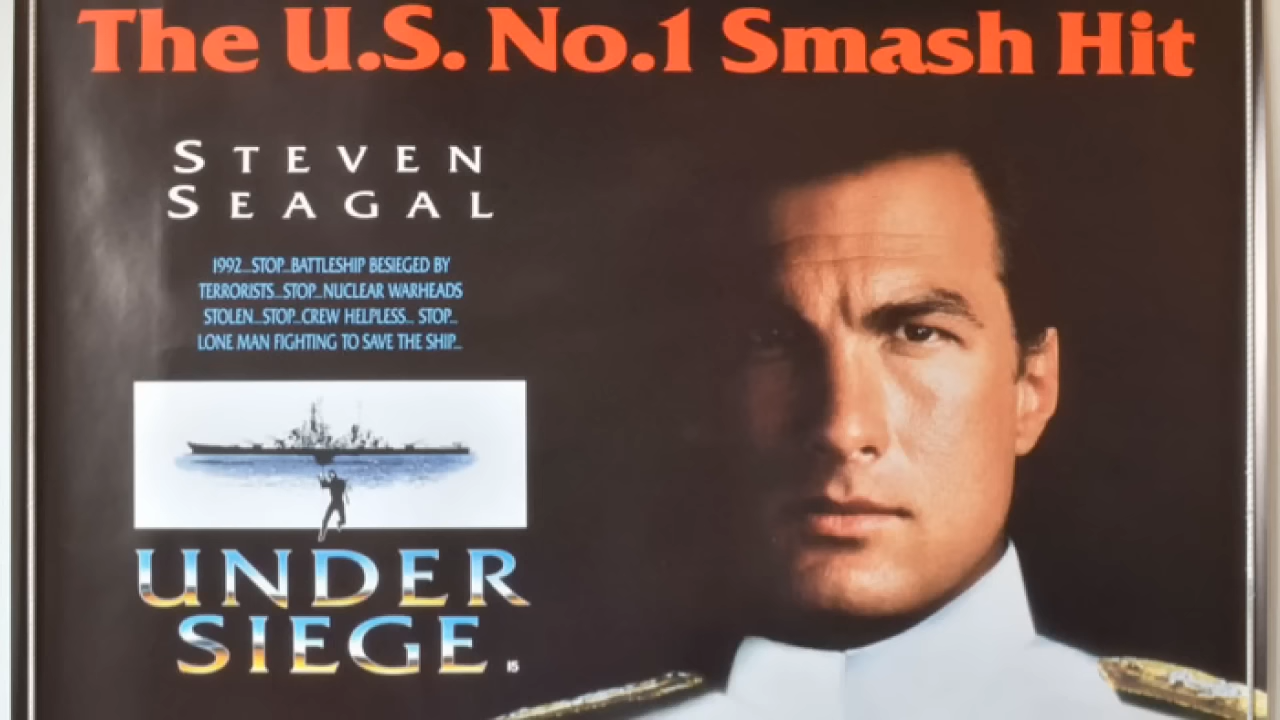 The U.S. No.1 Smash Hit
STEVEN
SEAGAL
1992...STOP...BATTLESHIP BESIEGED BY
TERRORISTS...STOP...NUCLEAR WARHEADS
STOLEN...STOP...CREW HELPLESS... STOP...
LONE MAN FIGHTING TO SAVE THE SHIP...
UNDER
SIEGE.
15